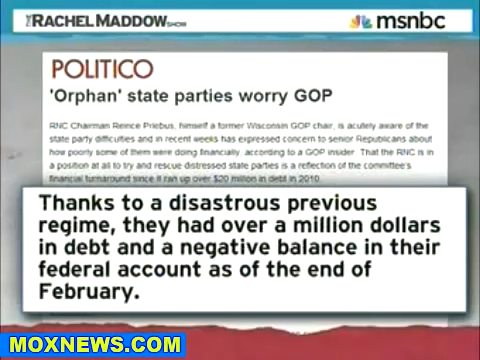 THE RACHEL MADDOW SHOW
msnbc
POLITICO
'Orphan' state parties worry GOP
RNC Chairman Reince Priebus, himself a former Wisconsin GOP chair, is acutely aware of the
state party difficulties and in recent weeks has expressed concern to senior Republicans about
how poorly some of them were doing financially, according to a GOP insider. That the RNC is in
a position at all to try and rescue distressed state parties is a reflection of the committee's
financial turnaround since it ran up over $20 million in debt in 2010.
Thanks to a disastrous previous
regime, they had over a million dollars
in debt and a negative balance in their
federal account as of the end of
February.
MOXNEWS.COM